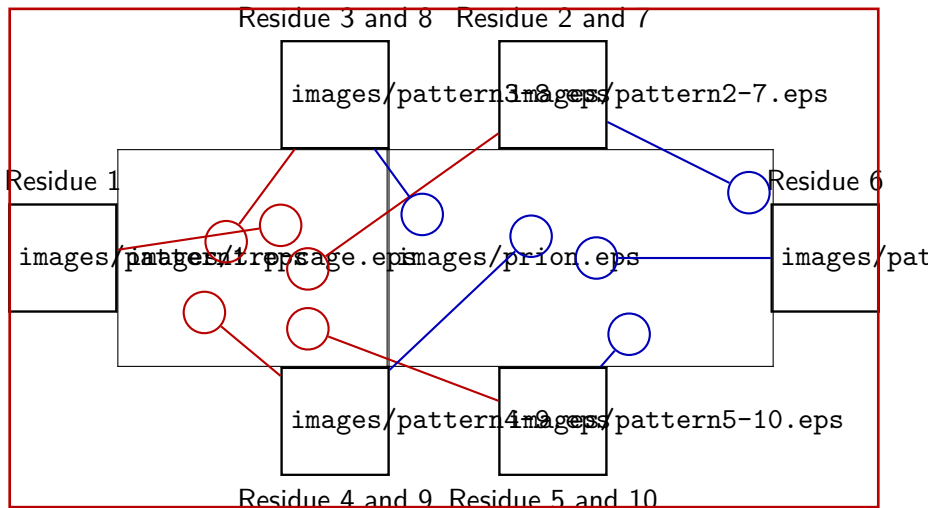 Residue 3 and 8
Residue 2 and 7
images/pattern3-8.eps
images/pattern2-7.eps
Residue 1
Residue 6
images/pattern1.eps
images/trp-cage.eps
images/prion.eps
images/pat
images/pattern4-9.eps
images/pattern5-10.eps
Residue 4 and 9
Residue 5 and 10